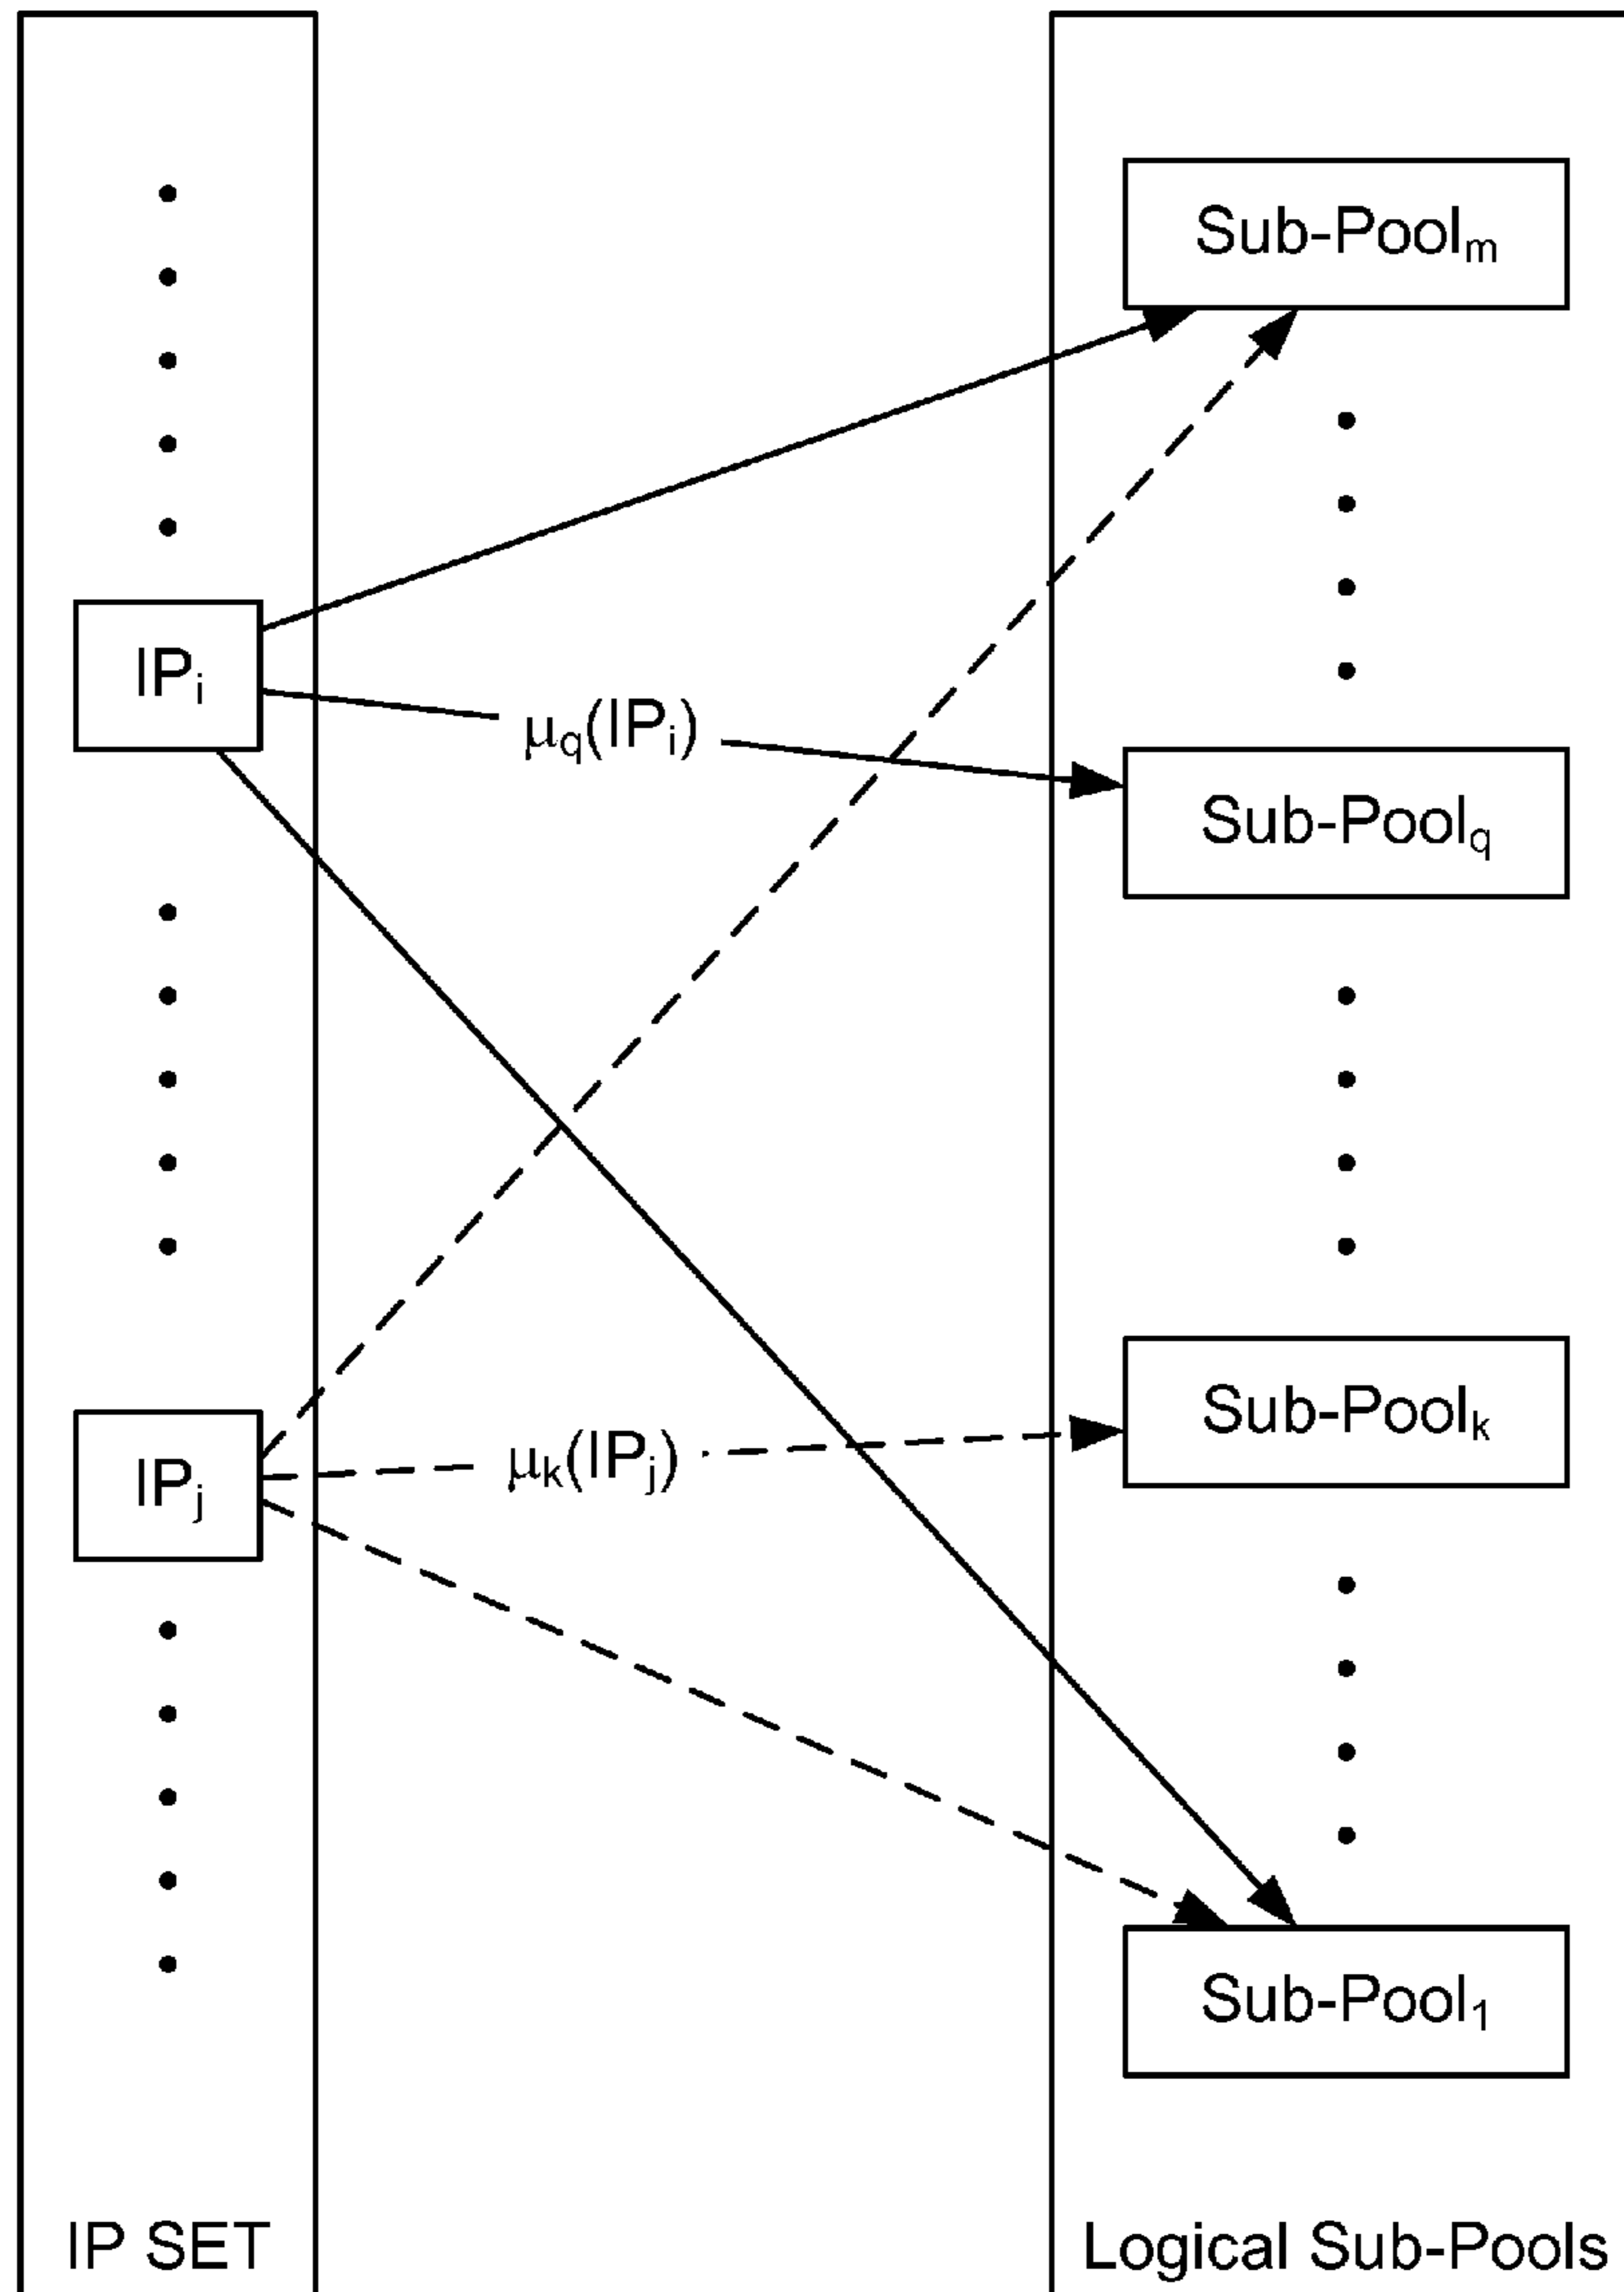 Sub-Poolₘ
IPᵢ
μq(IPᵢ)
Sub-Poolq
Sub-Poolₖ
μₖ(IPⱼ)
IPⱼ
Sub-Pool₁
IP SET
Logical Sub-Pools